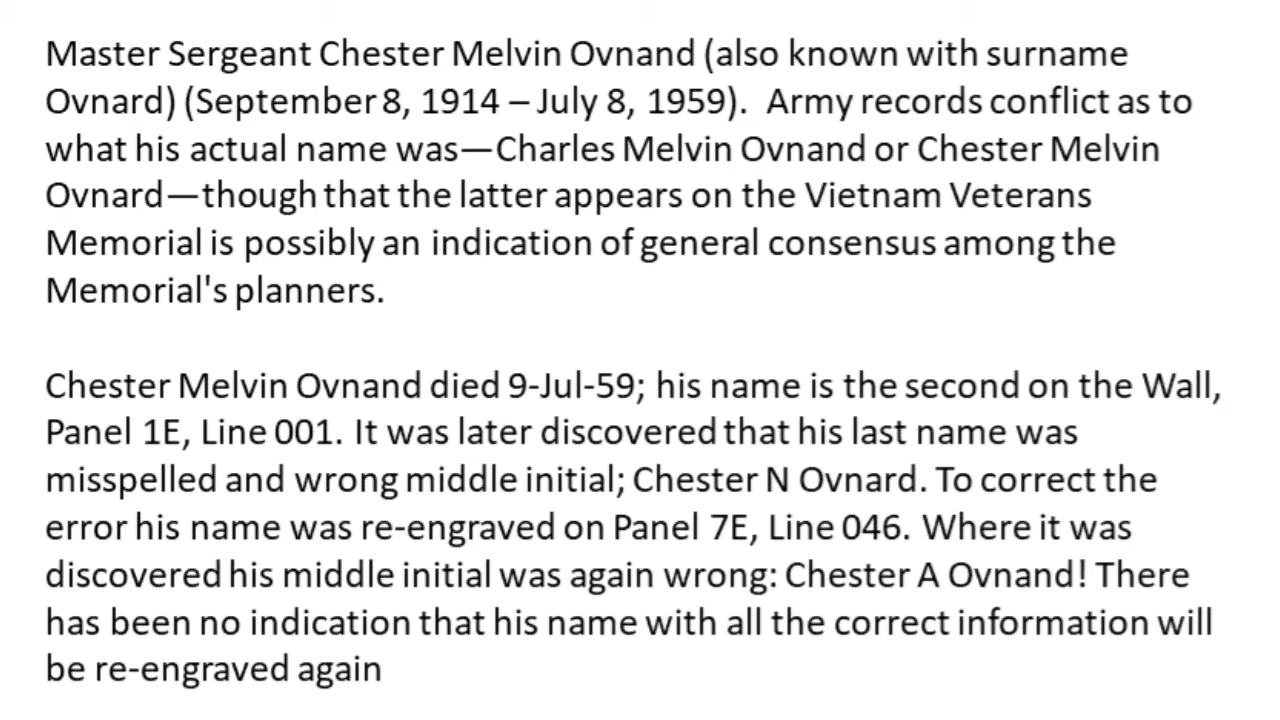 Master Sergeant Chester Melvin Ovnand (also known with surname
Ovnard) (September 8, 1914 – July 8, 1959).  Army records conflict as to
what his actual name was—Charles Melvin Ovnand or Chester Melvin
Ovnard—though that the latter appears on the Vietnam Veterans
Memorial is possibly an indication of general consensus among the
Memorial's planners.

Chester Melvin Ovnand died 9-Jul-59; his name is the second on the Wall,
Panel 1E, Line 001. It was later discovered that his last name was
misspelled and wrong middle initial; Chester N Ovnard. To correct the
error his name was re-engraved on Panel 7E, Line 046. Where it was
discovered his middle initial was again wrong: Chester A Ovnand! There
has been no indication that his name with all the correct information will
be re-engraved again